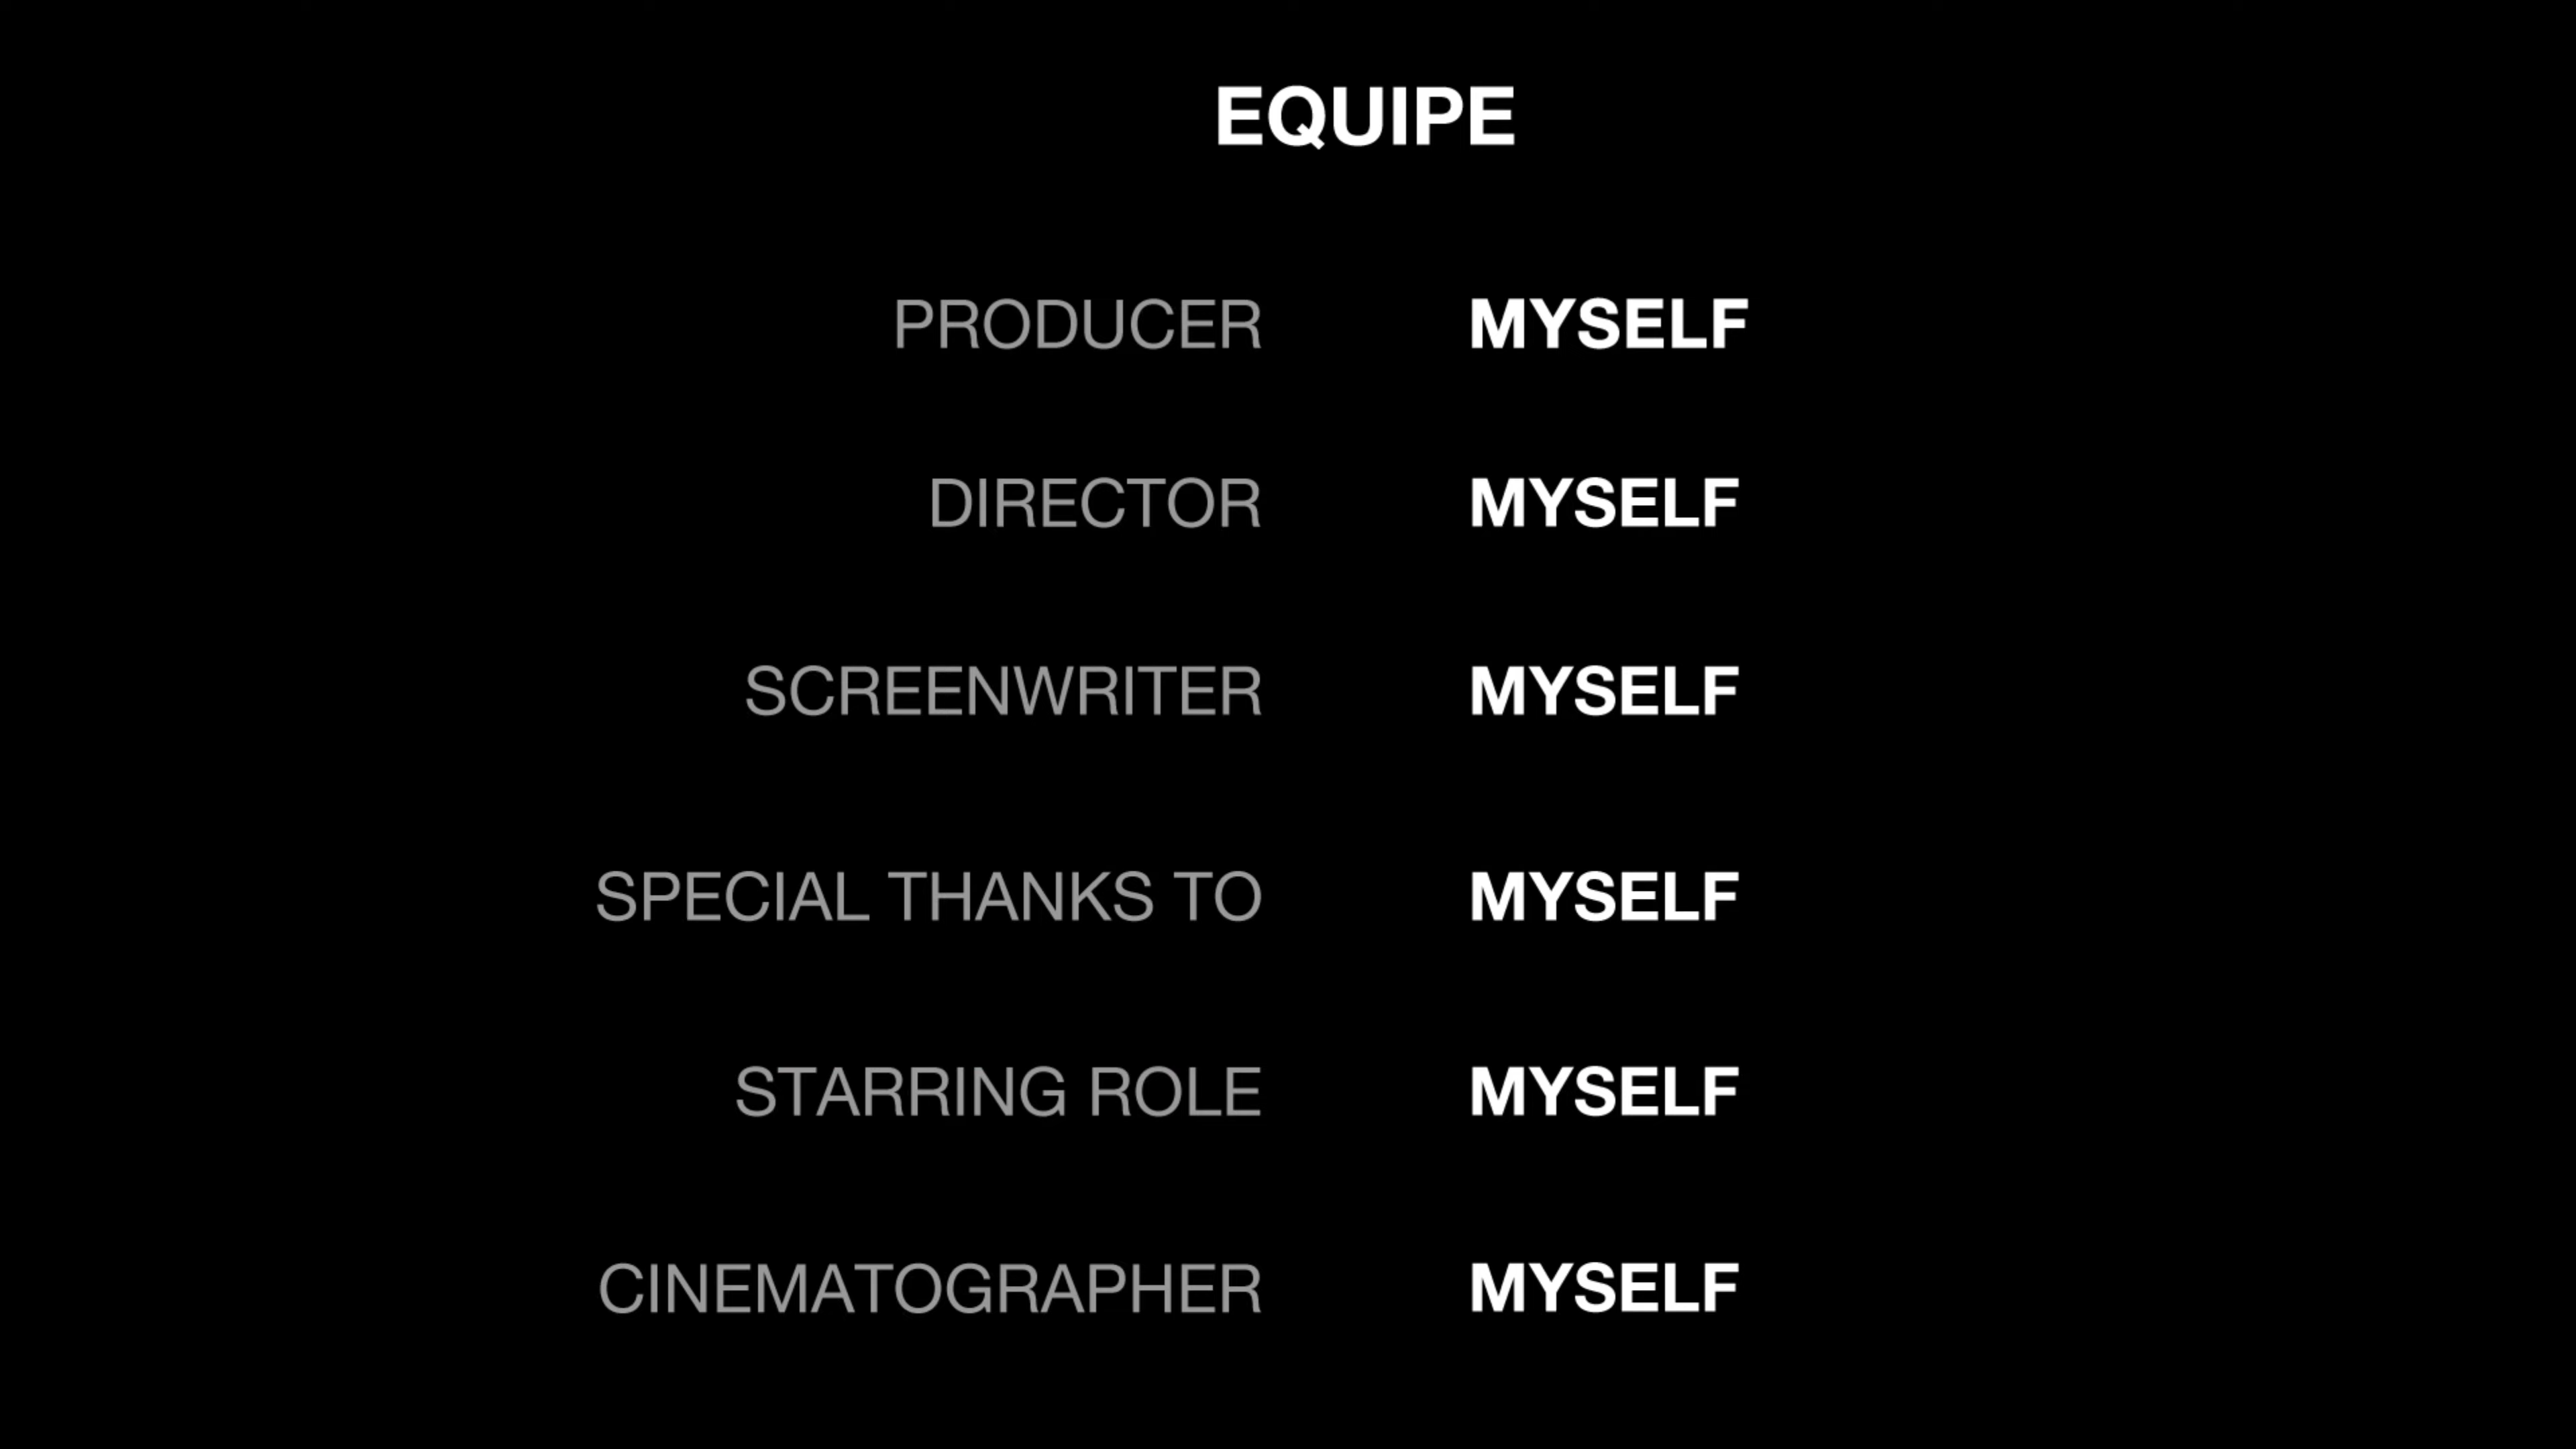 EQUIPE
PRODUCER MYSELF
DIRECTOR MYSELF
SCREENWRITER MYSELF
SPECIAL THANKS TO MYSELF
STARRING ROLE MYSELF
CINEMATOGRAPHER MYSELF